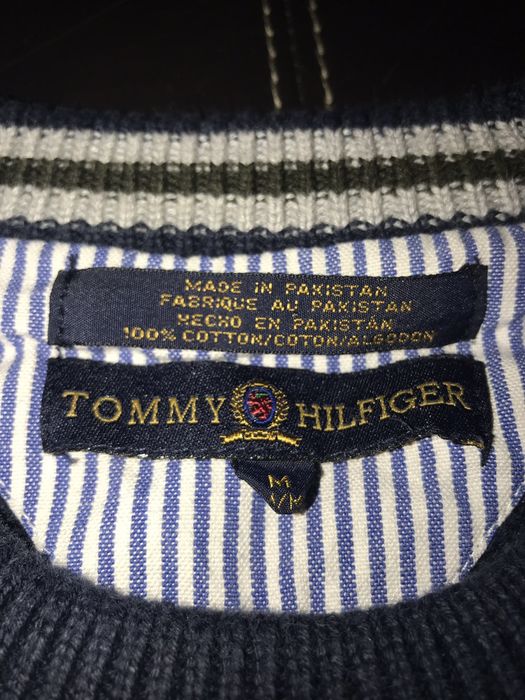 MADE IN PAKISTAN
FABRIQUE AU PAKISTAN
HECHO EN PAKISTAN
100% COTTON/COTON/ALGODON
TOMMY HILFIGER
M